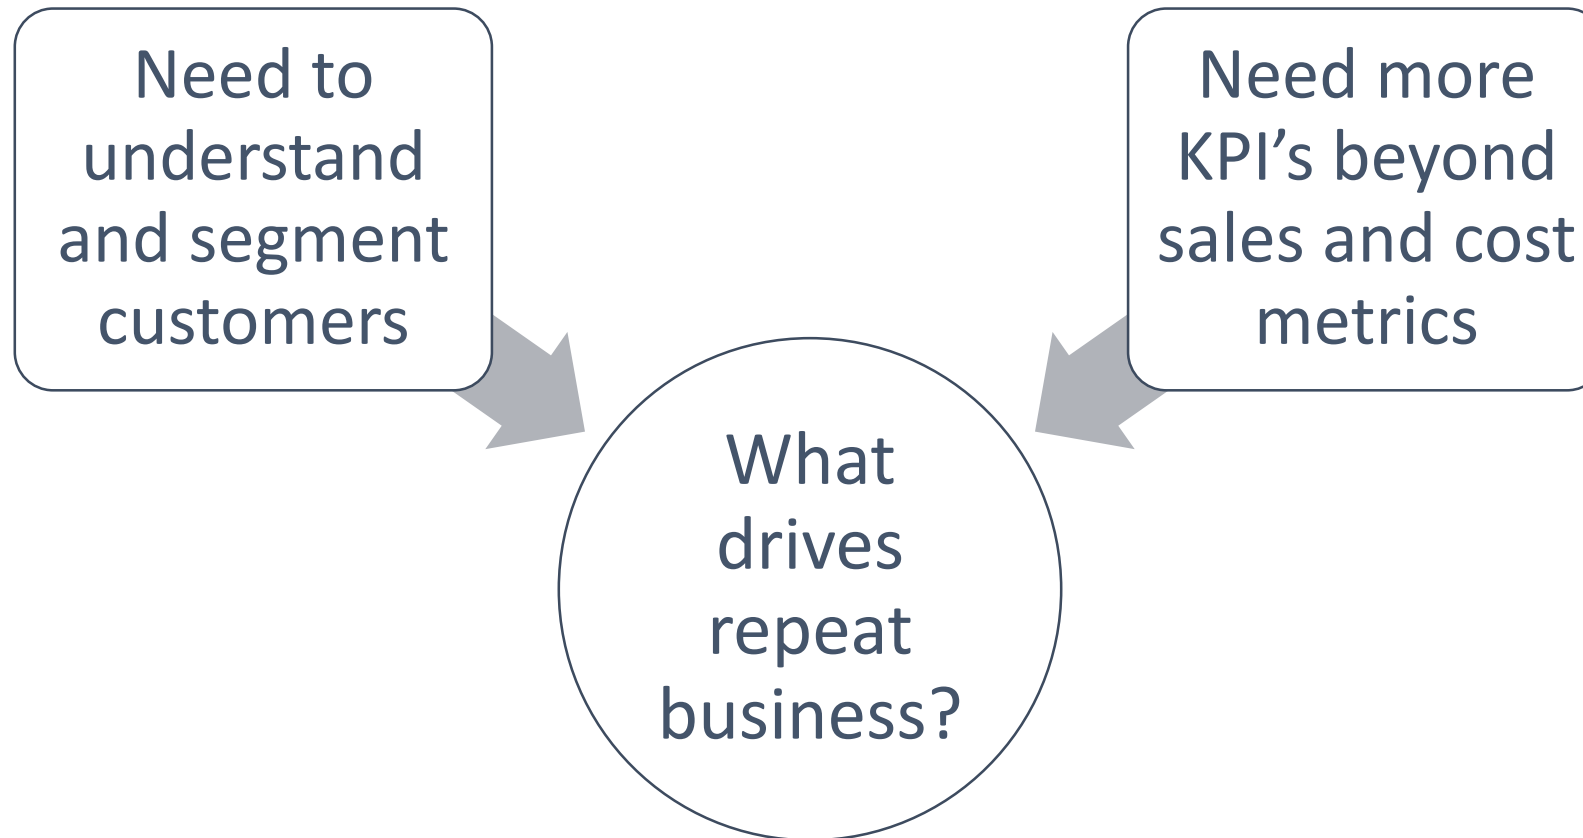 Need to
understand
and segment
customers
Need more
KPI’s beyond
sales and cost
metrics
What
drives
repeat
business?